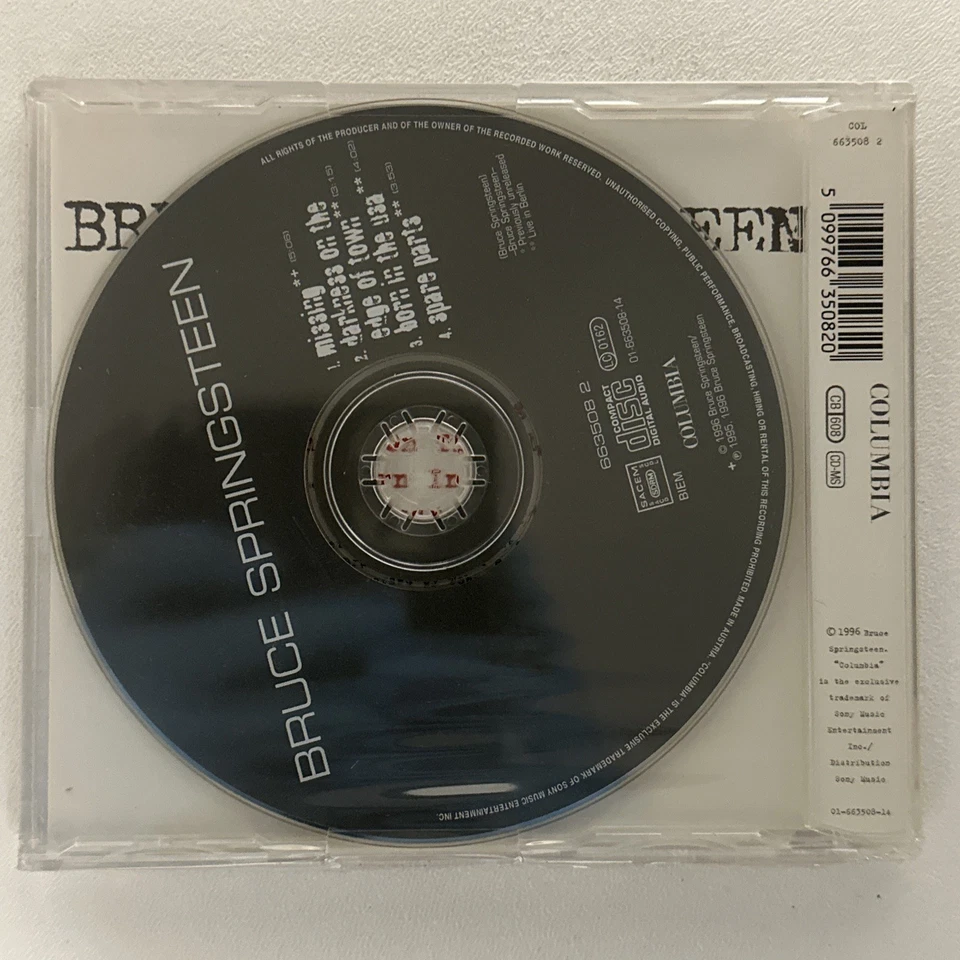 ALL RIGHTS OF THE PRODUCER AND OF THE OWNER OF THE RECORDED WORK RESERVED. UNAUTHORISED COPYING, PUBLIC PERFORMANCE, BROADCASTING, HIRING OR RENTAL OF THIS RECORDING PROHIBITED. MADE IN AUSTRIA. "COLUMBIA" IS THE EXCLUSIVE TRADEMARK OF SONY MUSIC ENTERTAINMENT INC.
BRUCE SPRINGSTEEN
1. missing ** (5:05)
2. darkness on the
edge of town ** (4:02)
3. born in the usa
4. spare parts ** (3:53)
(Bruce Springsteen)
-Bruce Springsteen-
* Previously unreleased
** Live in Berlin
663508 2
COMPACT
disc
DIGITAL AUDIO
LC 0162
01-663508-14
SACEM
SDRM
BIEM
COLUMBIA
© 1996 Bruce Springsteen/
+ ℗ 1995, 1996 Bruce Springsteen
BR
EEN
COL
663508 2
5 099766 350820
CB 608
CD-MS
COLUMBIA
© 1996 Bruce
Springsteen.
"Columbia"
is the exclusive
trademark of
Sony Music
Entertainment
Inc./
Distribution
Sony Music
01-663508-14